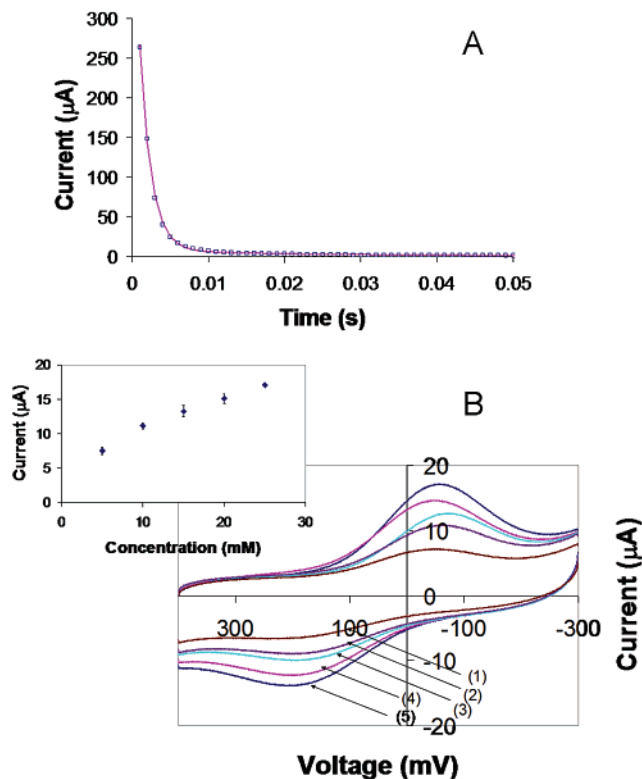 A
Current (µA)
300
250
200
150
100
50
0
0 0.01 0.02 0.03 0.04 0.05
Time (s)
B
Current (µA)
20
15
10
5
0
0 10 20 30
Concentration (mM)
20
10
0
-10
-20
300 100 -100 -300
Current (µA)
(1)
(2)
(3)
(4)
(5)
Voltage (mV)